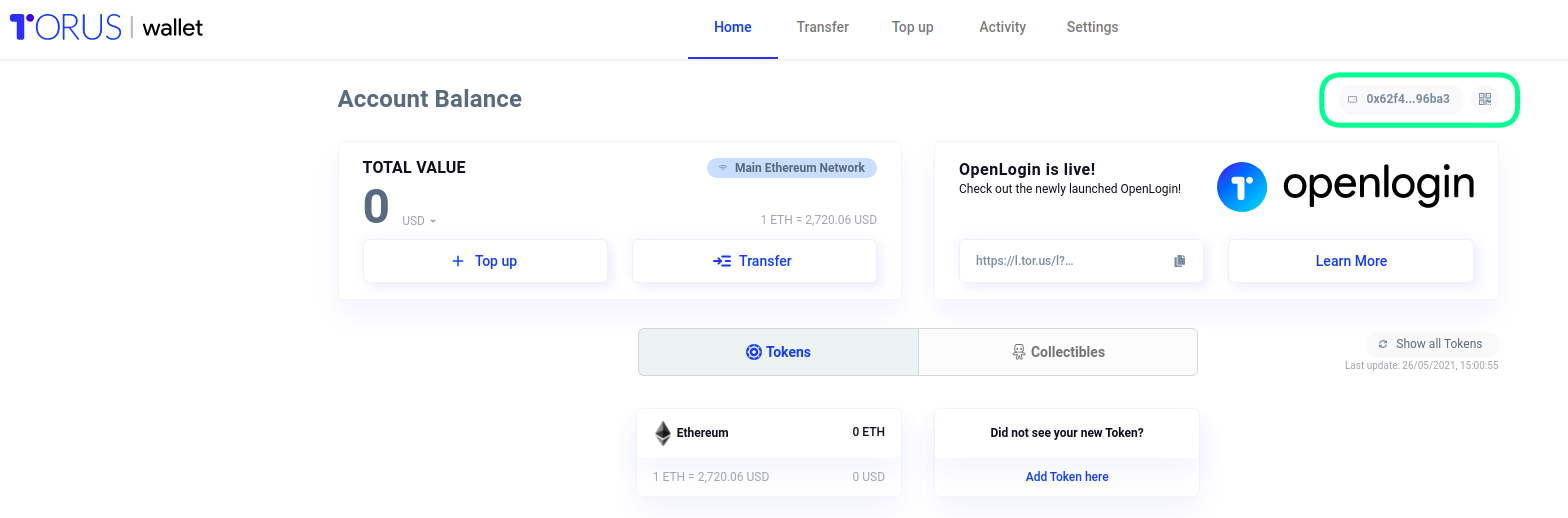 TORUS | wallet
Home Transfer Top up Activity Settings
Account Balance
0x62f4...96ba3
TOTAL VALUE
Main Ethereum Network
0 USD
1 ETH = 2,720.06 USD
Top up
Transfer
OpenLogin is live!
Check out the newly launched OpenLogin!
openlogin
https://l.tor.us/l?...
Learn More
Tokens
Collectibles
Show all Tokens
Last update: 26/05/2021, 15:00:55
Ethereum 0 ETH
1 ETH = 2,720.06 USD 0 USD
Did not see your new Token?
Add Token here